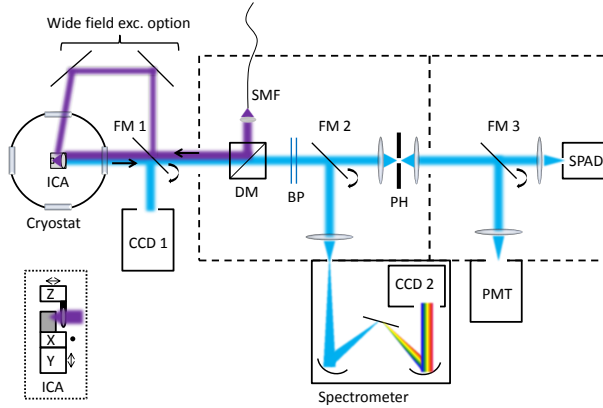 Wide field exc. option
SMF
FM 1
FM 2
FM 3
ICA
Cryostat
DM
BP
PH
SPAD
CCD 1
CCD 2
PMT
Z
X
Y
ICA
Spectrometer